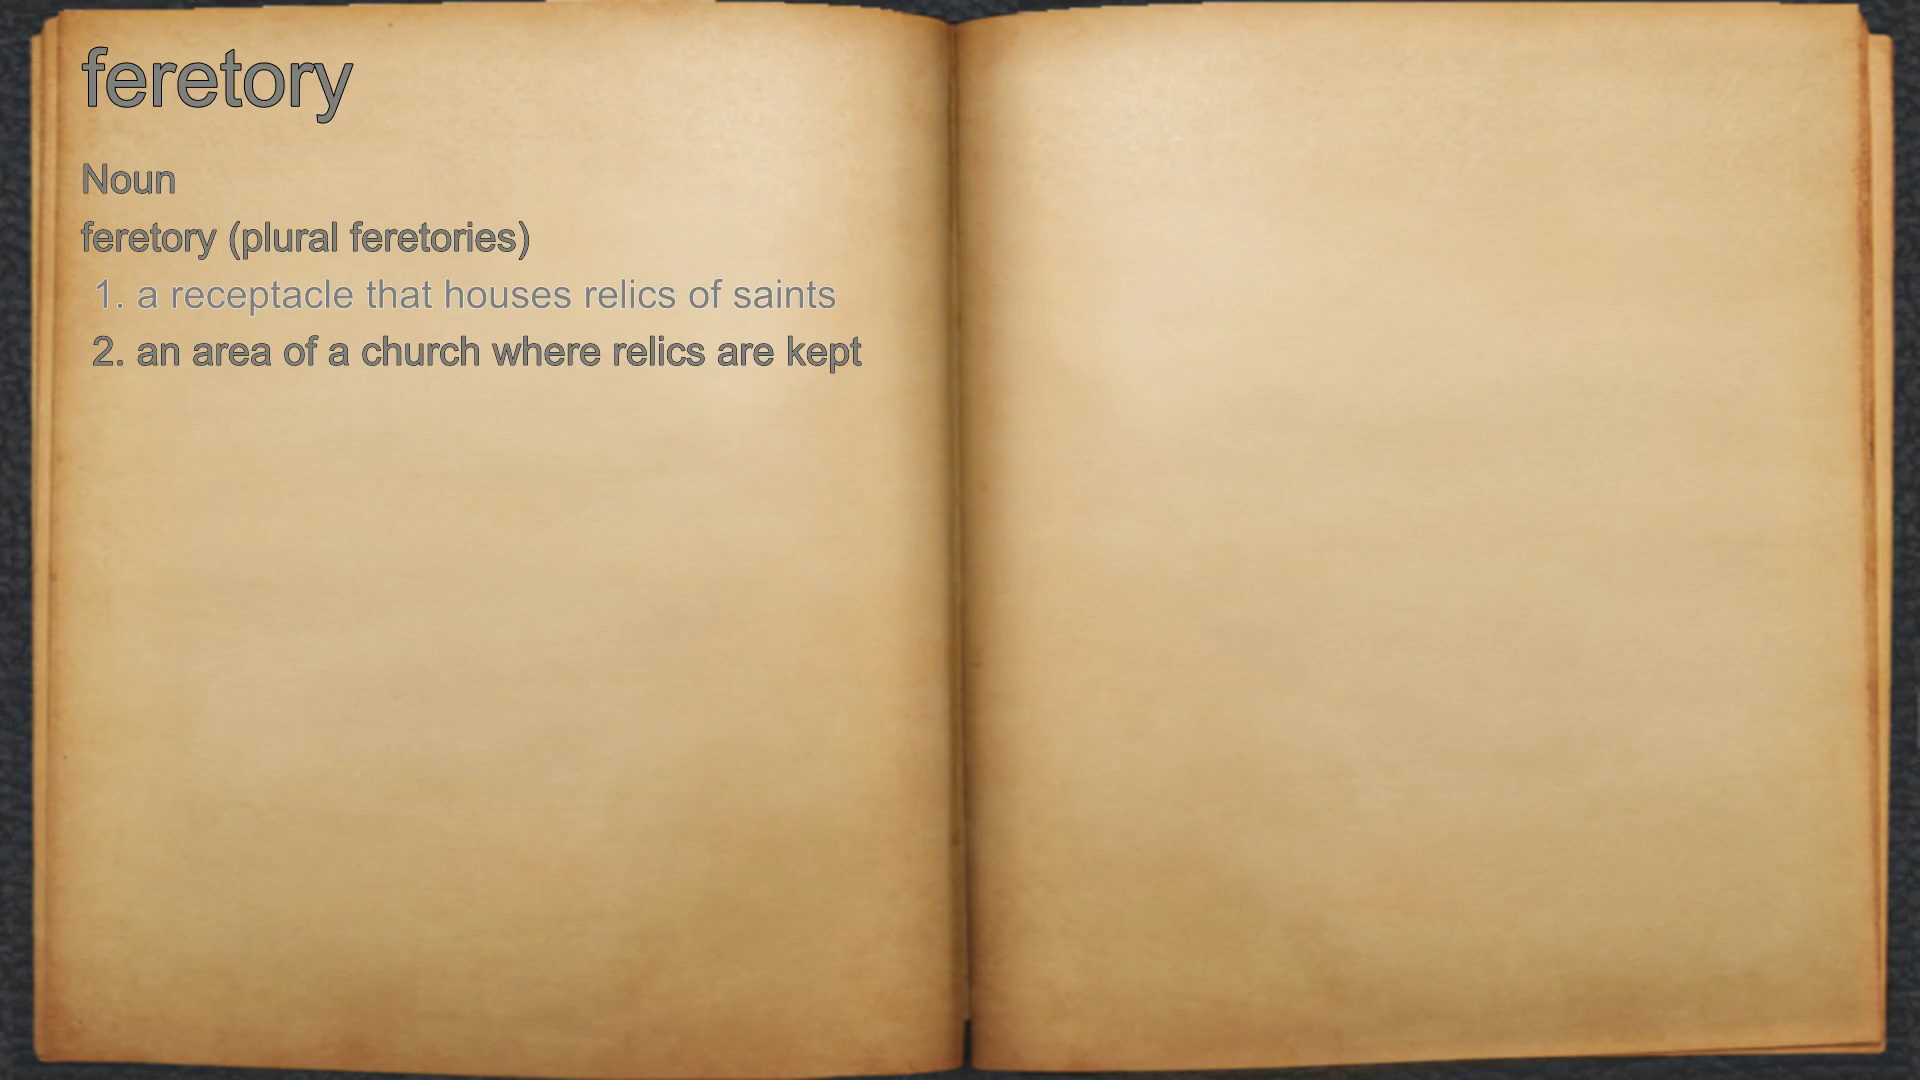 feretory
Noun
feretory (plural feretories)
1. a receptacle that houses relics of saints
2. an area of a church where relics are kept